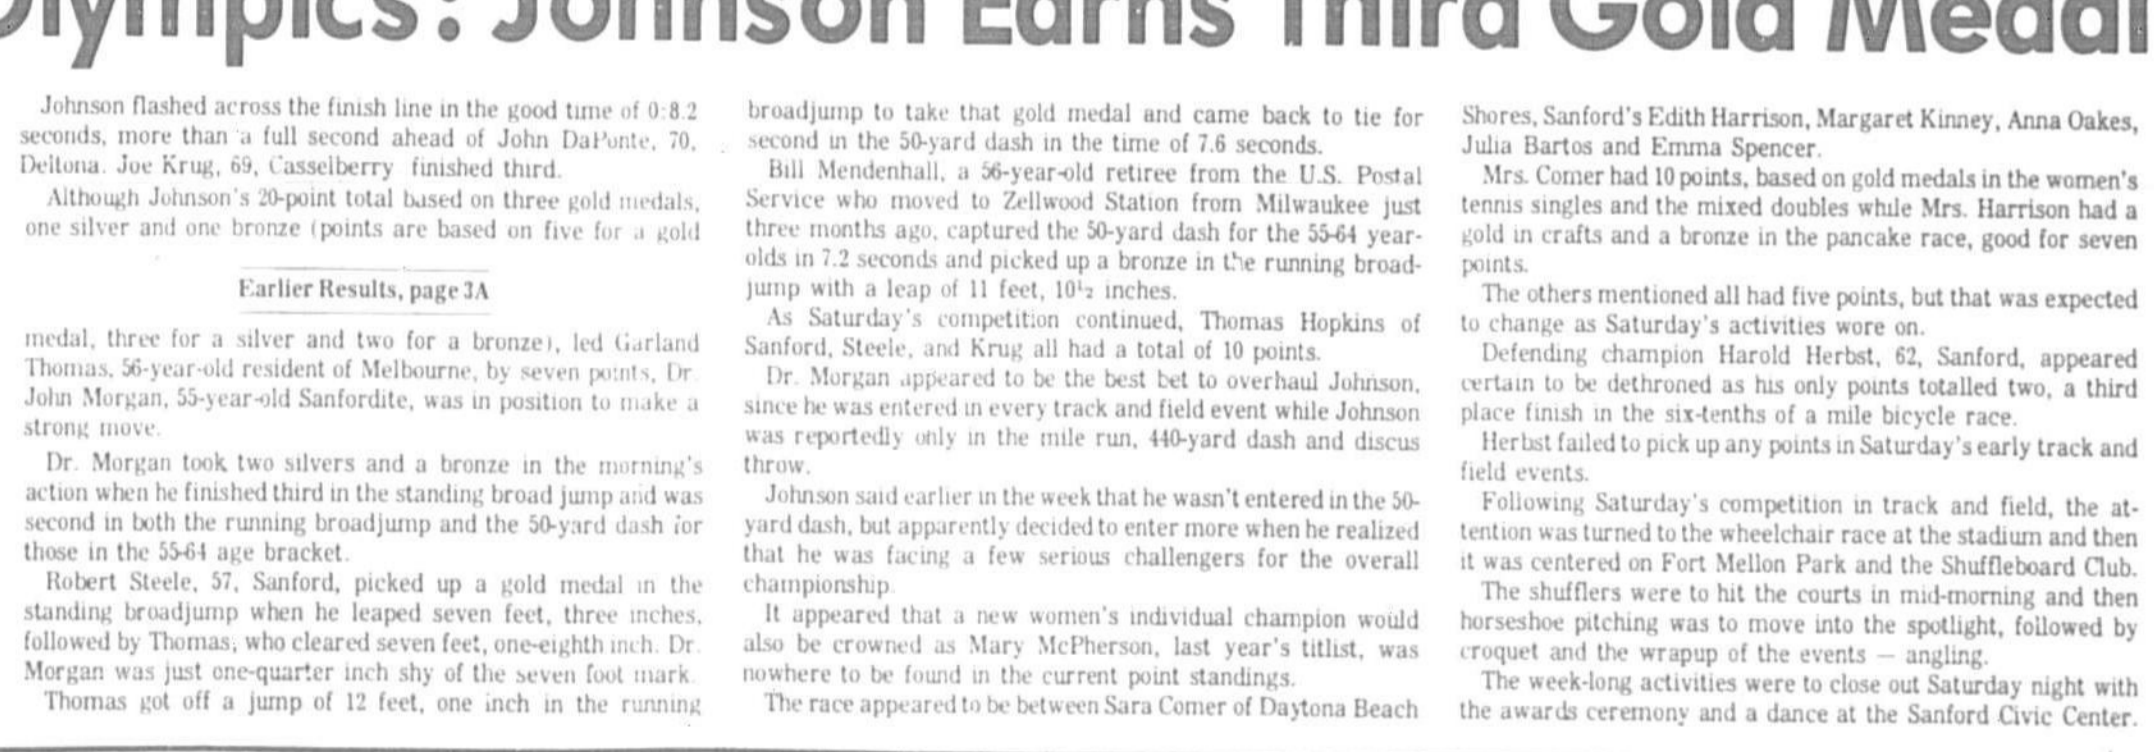 Olympics: Johnson Earns Third Gold Medal
Johnson flashed across the finish line in the good time of 0:8.2
seconds, more than a full second ahead of John DaPonte, 70,
Deltona. Joe Krug, 69, Casselberry finished third.
Although Johnson's 20-point total based on three gold medals,
one silver and one bronze (points are based on five for a gold
Earlier Results, page 3A
medal, three for a silver and two for a bronze), led Garland
Thomas, 56-year-old resident of Melbourne, by seven points, Dr.
John Morgan, 55-year-old Sanfordite, was in position to make a
strong move.
Dr. Morgan took two silvers and a bronze in the morning's
action when he finished third in the standing broad jump and was
second in both the running broadjump and the 50-yard dash for
those in the 55-64 age bracket.
Robert Steele, 57, Sanford, picked up a gold medal in the
standing broadjump when he leaped seven feet, three inches,
followed by Thomas, who cleared seven feet, one-eighth inch. Dr.
Morgan was just one-quarter inch shy of the seven foot mark.
Thomas got off a jump of 12 feet, one inch in the running
broadjump to take that gold medal and came back to tie for
second in the 50-yard dash in the time of 7.6 seconds.
Bill Mendenhall, a 56-year-old retiree from the U.S. Postal
Service who moved to Zellwood Station from Milwaukee just
three months ago, captured the 50-yard dash for the 55-64 year-
olds in 7.2 seconds and picked up a bronze in the running broad-
jump with a leap of 11 feet, 10½ inches.
As Saturday's competition continued, Thomas Hopkins of
Sanford, Steele, and Krug all had a total of 10 points.
Dr. Morgan appeared to be the best bet to overhaul Johnson,
since he was entered in every track and field event while Johnson
was reportedly only in the mile run, 440-yard dash and discus
throw.
Johnson said earlier in the week that he wasn't entered in the 50-
yard dash, but apparently decided to enter more when he realized
that he was facing a few serious challengers for the overall
championship.
It appeared that a new women's individual champion would
also be crowned as Mary McPherson, last year's titlist, was
nowhere to be found in the current point standings.
The race appeared to be between Sara Comer of Daytona Beach
Shores, Sanford's Edith Harrison, Margaret Kinney, Anna Oakes,
Julia Bartos and Emma Spencer.
Mrs. Comer had 10 points, based on gold medals in the women's
tennis singles and the mixed doubles while Mrs. Harrison had a
gold in crafts and a bronze in the pancake race, good for seven
points.
The others mentioned all had five points, but that was expected
to change as Saturday's activities wore on.
Defending champion Harold Herbst, 62, Sanford, appeared
certain to be dethroned as his only points totalled two, a third
place finish in the six-tenths of a mile bicycle race.
Herbst failed to pick up any points in Saturday's early track and
field events.
Following Saturday's competition in track and field, the at-
tention was turned to the wheelchair race at the stadium and then
it was centered on Fort Mellon Park and the Shuffleboard Club.
The shufflers were to hit the courts in mid-morning and then
horseshoe pitching was to move into the spotlight, followed by
croquet and the wrapup of the events — angling.
The week-long activities were to close out Saturday night with
the awards ceremony and a dance at the Sanford Civic Center.